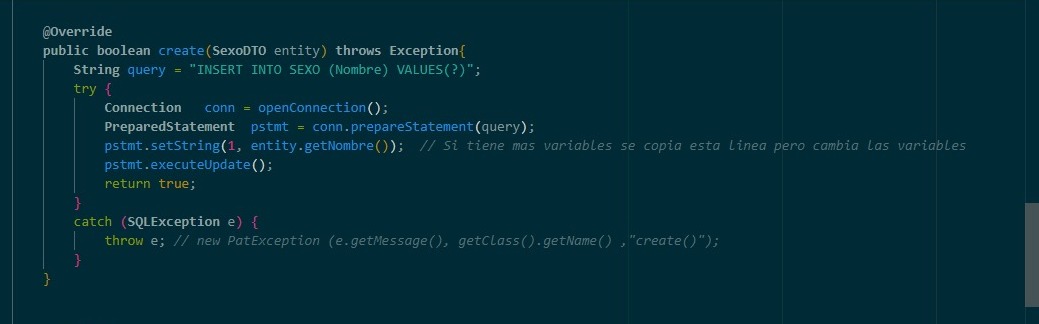 @Override
public boolean create(SexoDTO entity) throws Exception{
String query = "INSERT INTO SEXO (Nombre) VALUES(?)";
try {
Connection   conn = openConnection();
PreparedStatement  pstmt = conn.prepareStatement(query);
pstmt.setString(1, entity.getNombre());  // Si tiene mas variables se copia esta linea pero cambia las variables
pstmt.executeUpdate();
return true;
}
catch (SQLException e) {
throw e; // new PatException (e.getMessage(), getClass().getName() ,"create()");
}
}